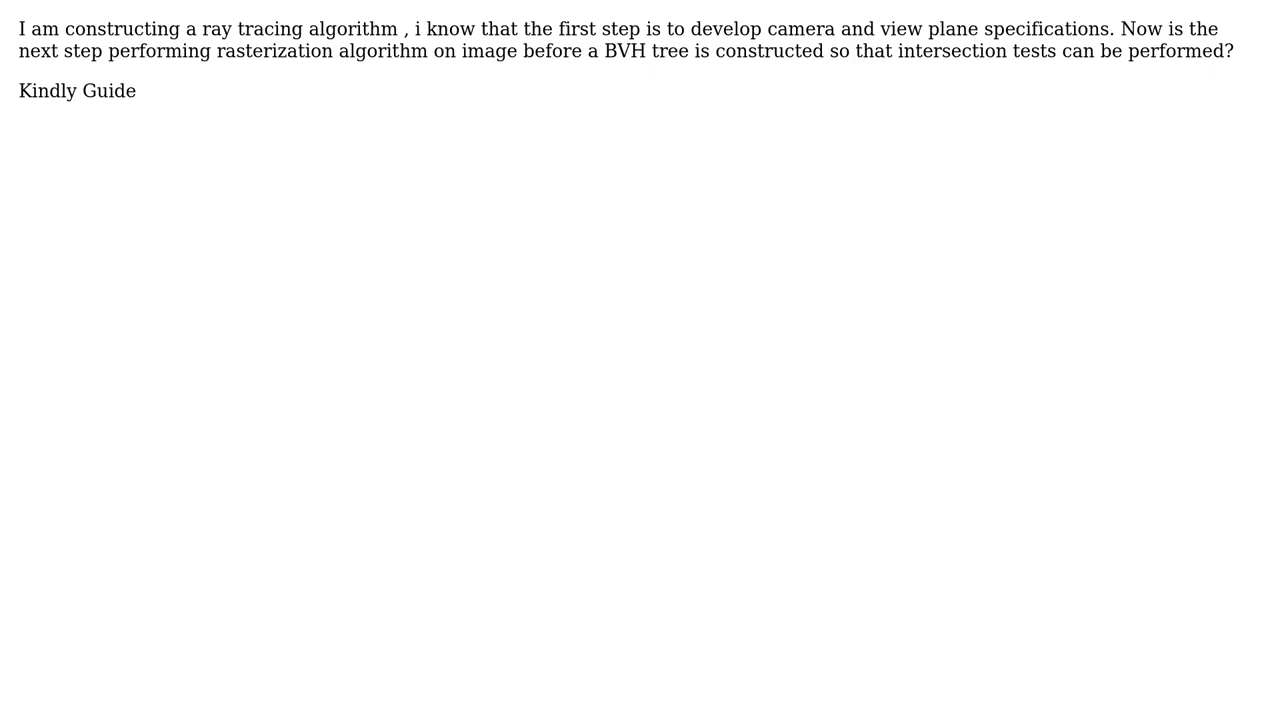 I am constructing a ray tracing algorithm , i know that the first step is to develop camera and view plane specifications. Now is the
next step performing rasterization algorithm on image before a BVH tree is constructed so that intersection tests can be performed?
Kindly Guide